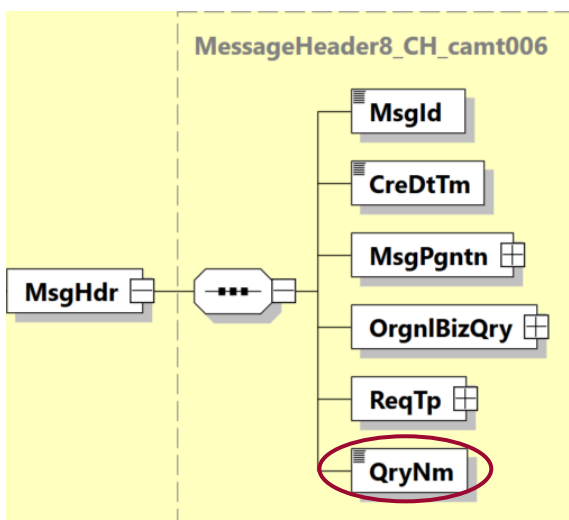 MessageHeader8_CH_camt006
MsgId
CreDtTm
MsgPgntn
MsgHdr
OrgnlBizQry
ReqTp
QryNm